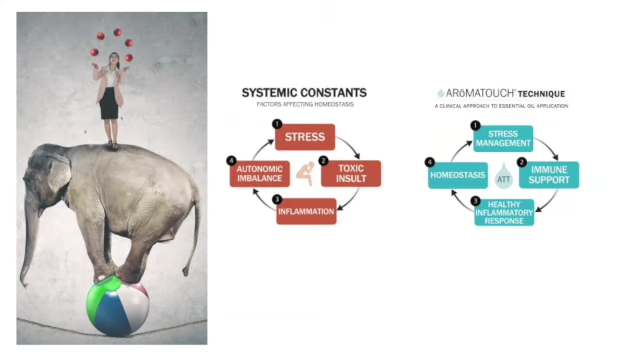 SYSTEMIC CONSTANTS
FACTORS AFFECTING HOMEOSTASIS
1
STRESS
2
TOXIC
INSULT
3
INFLAMMATION
4
AUTONOMIC
IMBALANCE
ARōMATOUCH™ TECHNIQUE
A CLINICAL APPROACH TO ESSENTIAL OIL APPLICATION
1
STRESS
MANAGEMENT
2
IMMUNE
SUPPORT
3
HEALTHY
INFLAMMATORY
RESPONSE
4
HOMEOSTASIS
ATT